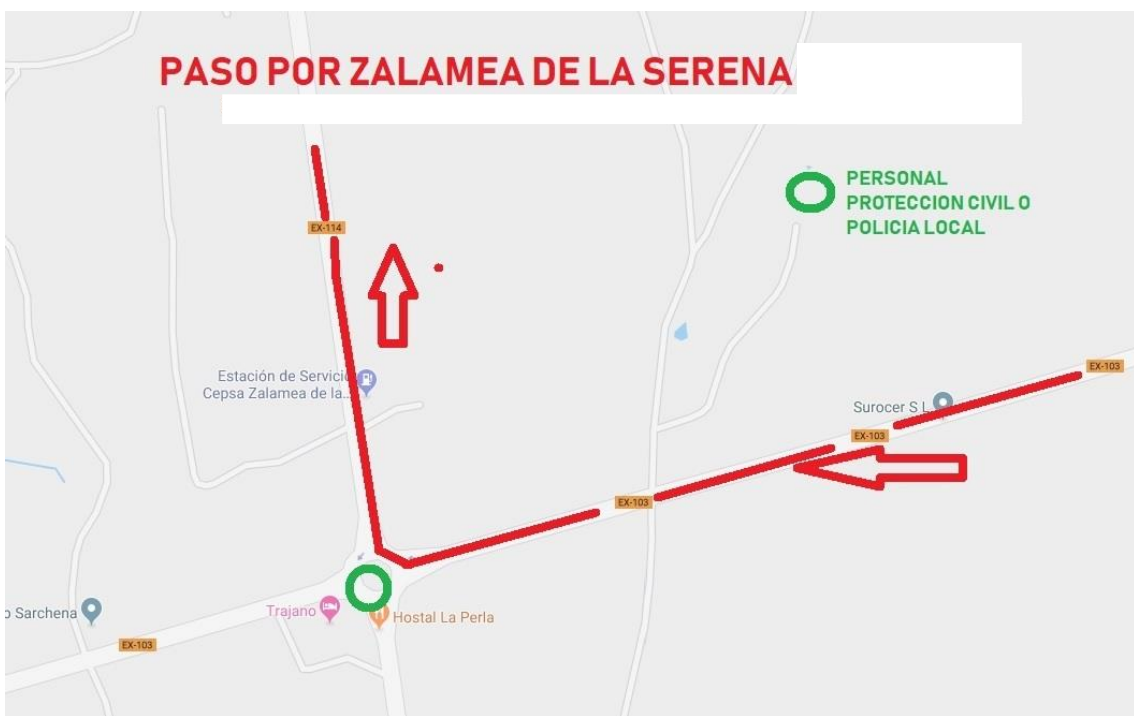 PASO POR ZALAMEA DE LA SERENA
PERSONAL
PROTECCION CIVIL O
POLICIA LOCAL
EX-114
EX-103
Estación de Servicio
Cepsa Zalamea de la...
Surocer S L
EX-103
EX-103
o Sarchena
Trajano
Hostal La Perla
EX-103